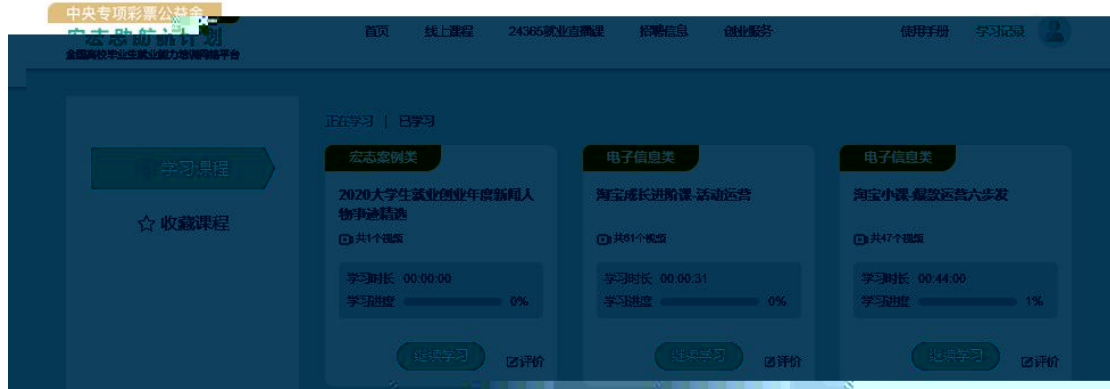 中央专项彩票公益金
宏志助航计划
全国高校毕业生就业能力培训网络平台
首页 线上课程 24365就业直播课 招聘信息 创业服务 使用手册 学习记录
正在学习 | 已学习
学习课程
收藏课程
宏志案例类
2020大学生就业创业年度新闻人
物事迹精选
共1个视频
学习时长 00:00:00
学习进度 0%
继续学习 评价
电子信息类
淘宝成长进阶课-活动运营
共61个视频
学习时长 00:00:31
学习进度 0%
继续学习 评价
电子信息类
淘宝小课-爆款运营六步发
共47个视频
学习时长 00:44:00
学习进度 1%
继续学习 评价